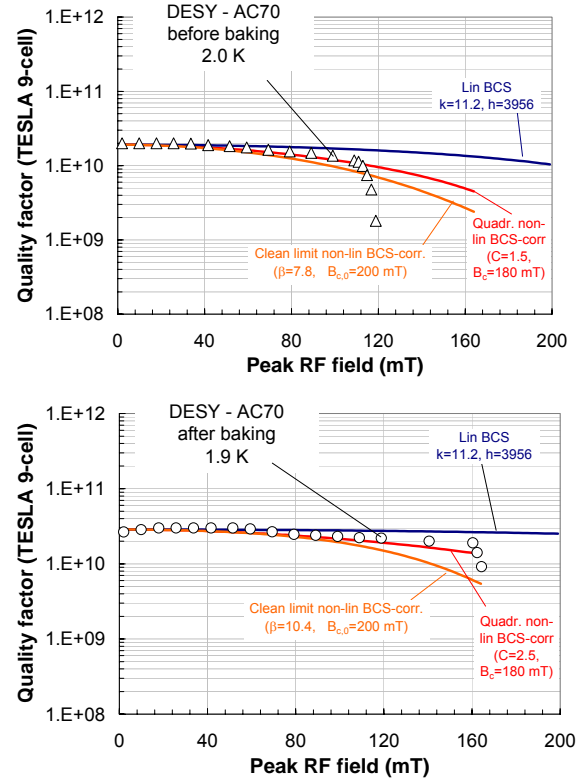 1.E+12
1.E+11
1.E+10
1.E+09
1.E+08
Quality factor (TESLA 9-cell)
DESY - AC70
before baking
2.0 K
Lin BCS
k=11.2, h=3956
Clean limit non-lin BCS-corr.
(β=7.8, Bc,0=200 mT)
Quadr. non-
lin BCS-corr
(C=1.5,
Bc=180 mT)
0 40 80 120 160 200
Peak RF field (mT)
1.E+12
1.E+11
1.E+10
1.E+09
1.E+08
Quality factor (TESLA 9-cell)
DESY - AC70
after baking
1.9 K
Lin BCS
k=11.2, h=3956
Clean limit non-lin BCS-corr.
(β=10.4, Bc,0=200 mT)
Quadr. non-
lin BCS-corr
(C=2.5,
Bc=180 mT)
0 40 80 120 160 200
Peak RF field (mT)